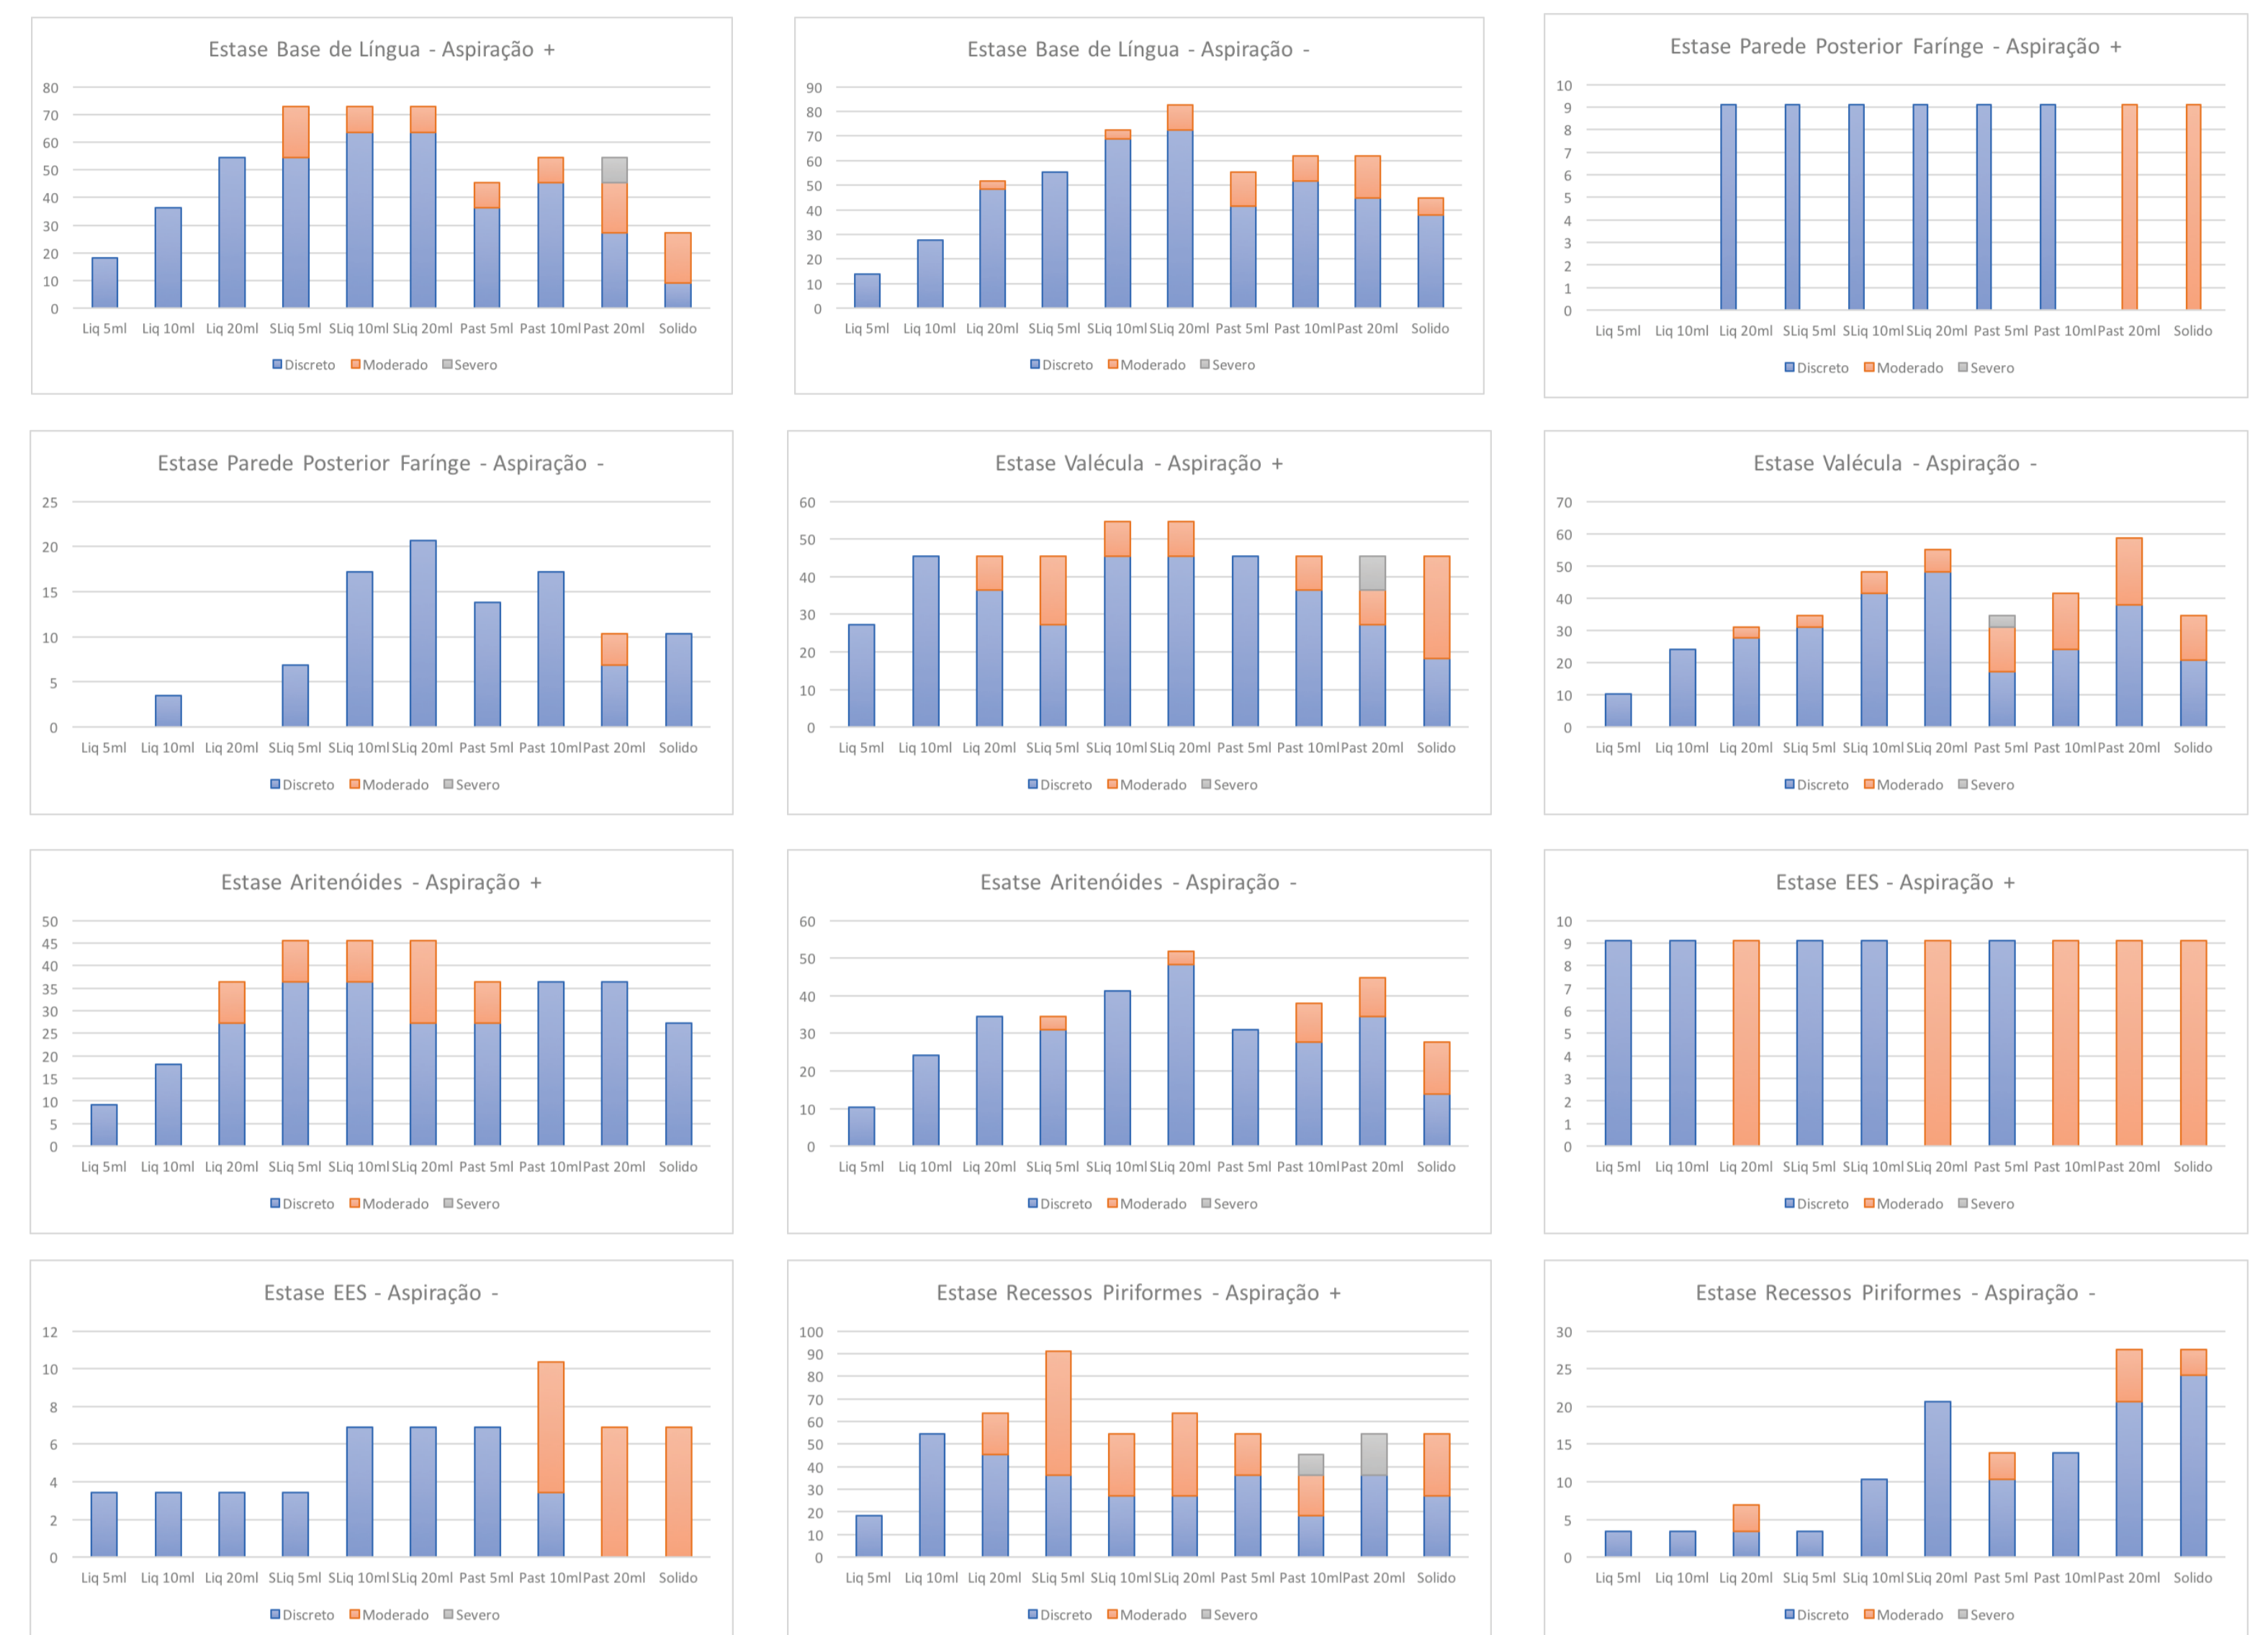 Estase Base de Língua - Aspiração +
80
70
60
50
40
30
20
10
0
Liq 5ml Liq 10ml Liq 20ml SLiq 5ml SLiq 10ml SLiq 20ml Past 5ml Past 10ml Past 20ml Solido
Discreto Moderado Severo
Estase Base de Língua - Aspiração -
90
80
70
60
50
40
30
20
10
0
Liq 5ml Liq 10ml Liq 20ml SLiq 5ml SLiq 10ml SLiq 20ml Past 5ml Past 10ml Past 20ml Solido
Discreto Moderado Severo
Estase Parede Posterior Farínge - Aspiração +
10
9
8
7
6
5
4
3
2
1
0
Liq 5ml Liq 10ml Liq 20ml SLiq 5ml SLiq 10ml SLiq 20ml Past 5ml Past 10ml Past 20ml Solido
Discreto Moderado Severo
Estase Parede Posterior Farínge - Aspiração -
25
20
15
10
5
0
Liq 5ml Liq 10ml Liq 20ml SLiq 5ml SLiq 10ml SLiq 20ml Past 5ml Past 10ml Past 20ml Solido
Discreto Moderado Severo
Estase Valécula - Aspiração +
60
50
40
30
20
10
0
Liq 5ml Liq 10ml Liq 20ml SLiq 5ml SLiq 10ml SLiq 20ml Past 5ml Past 10ml Past 20ml Solido
Discreto Moderado Severo
Estase Valécula - Aspiração -
70
60
50
40
30
20
10
0
Liq 5ml Liq 10ml Liq 20ml SLiq 5ml SLiq 10ml SLiq 20ml Past 5ml Past 10ml Past 20ml Solido
Discreto Moderado Severo
Estase Aritenóides - Aspiração +
50
45
40
35
30
25
20
15
10
5
0
Liq 5ml Liq 10ml Liq 20ml SLiq 5ml SLiq 10ml SLiq 20ml Past 5ml Past 10ml Past 20ml Solido
Discreto Moderado Severo
Esatse Aritenóides - Aspiração -
60
50
40
30
20
10
0
Liq 5ml Liq 10ml Liq 20ml SLiq 5ml SLiq 10ml SLiq 20ml Past 5ml Past 10ml Past 20ml Solido
Discreto Moderado Severo
Estase EES - Aspiração +
10
9
8
7
6
5
4
3
2
1
0
Liq 5ml Liq 10ml Liq 20ml SLiq 5ml SLiq 10ml SLiq 20ml Past 5ml Past 10ml Past 20ml Solido
Discreto Moderado Severo
Estase EES - Aspiração -
12
10
8
6
4
2
0
Liq 5ml Liq 10ml Liq 20ml SLiq 5ml SLiq 10ml SLiq 20ml Past 5ml Past 10ml Past 20ml Solido
Discreto Moderado Severo
Estase Recessos Piriformes - Aspiração +
100
90
80
70
60
50
40
30
20
10
0
Liq 5ml Liq 10ml Liq 20ml SLiq 5ml SLiq 10ml SLiq 20ml Past 5ml Past 10ml Past 20ml Solido
Discreto Moderado Severo
Estase Recessos Piriformes - Aspiração -
30
25
20
15
10
5
0
Liq 5ml Liq 10ml Liq 20ml SLiq 5ml SLiq 10ml SLiq 20ml Past 5ml Past 10ml Past 20ml Solido
Discreto Moderado Severo